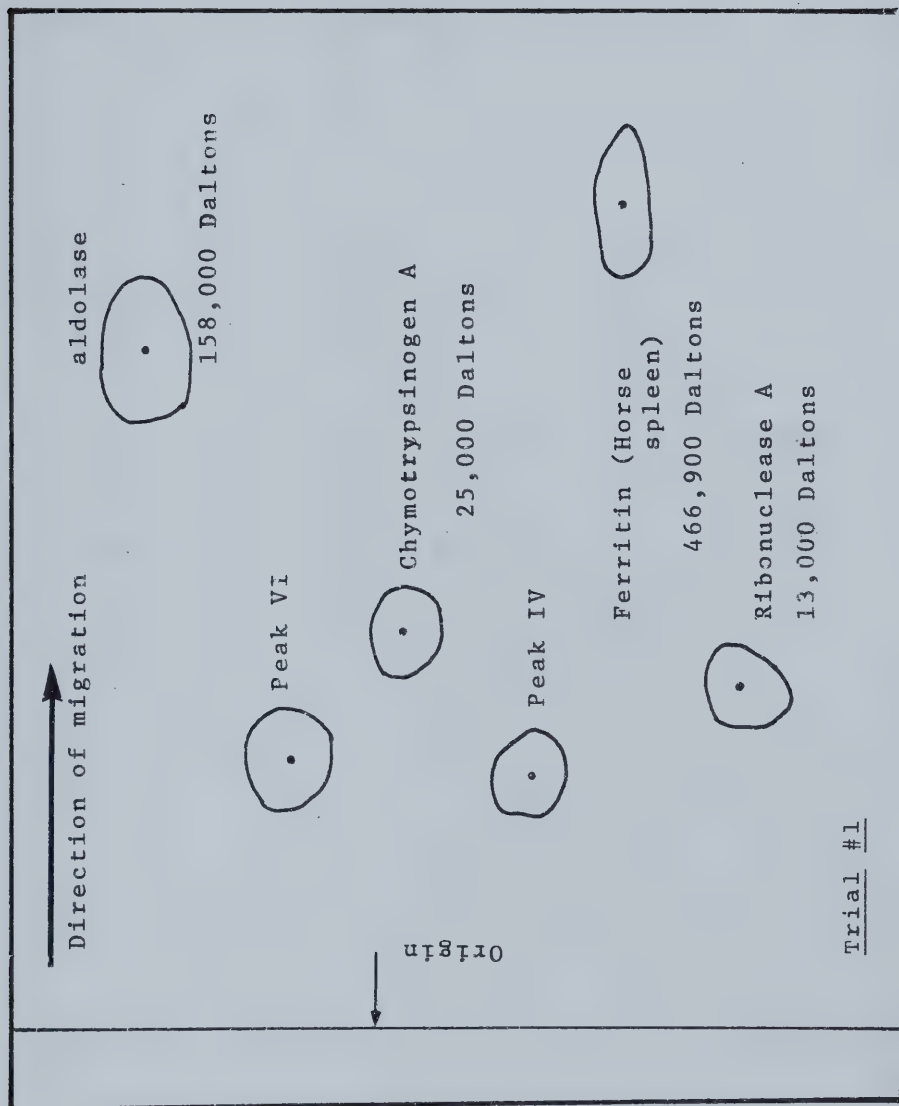 Direction of migration
aldolase
158,000 Daltons
Peak VI
Chymotrypsinogen A
25,000 Daltons
Origin
Peak IV
Ferritin (Horse
spleen)
466,900 Daltons
Ribonuclease A
13,000 Daltons
Trial #1